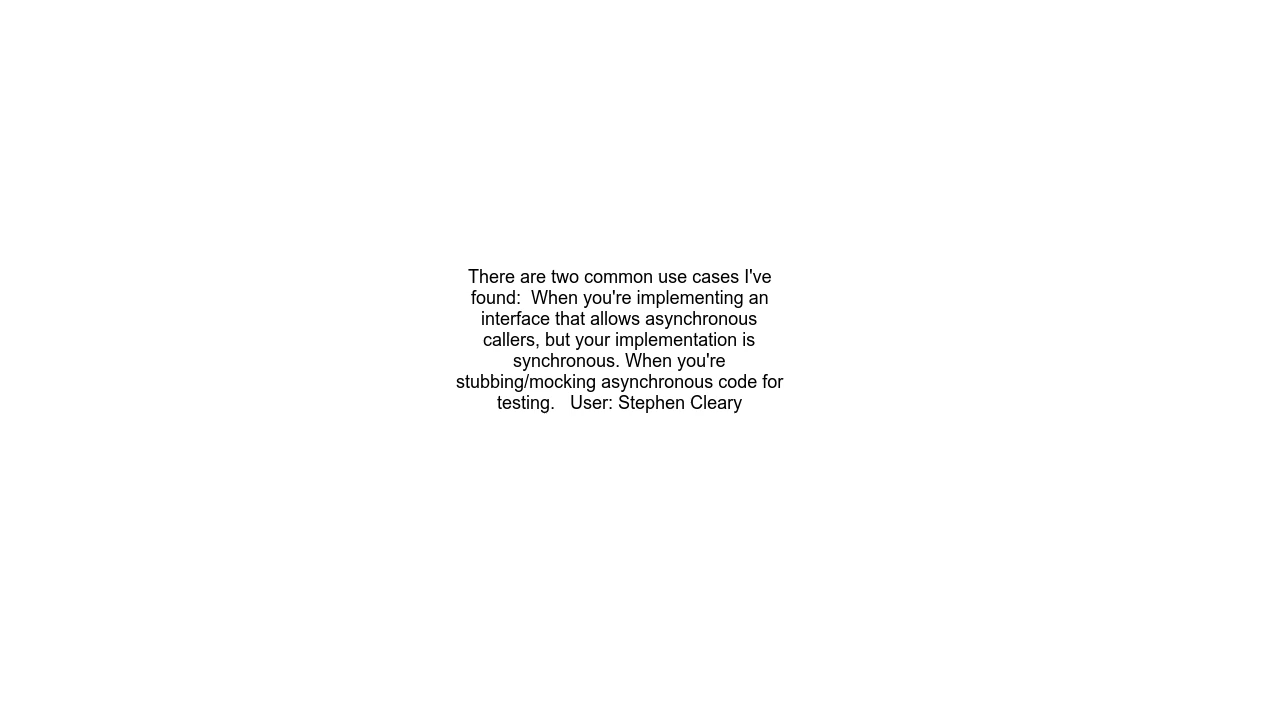 There are two common use cases I've
found:  When you're implementing an
interface that allows asynchronous
callers, but your implementation is
synchronous. When you're
stubbing/mocking asynchronous code for
testing.   User: Stephen Cleary